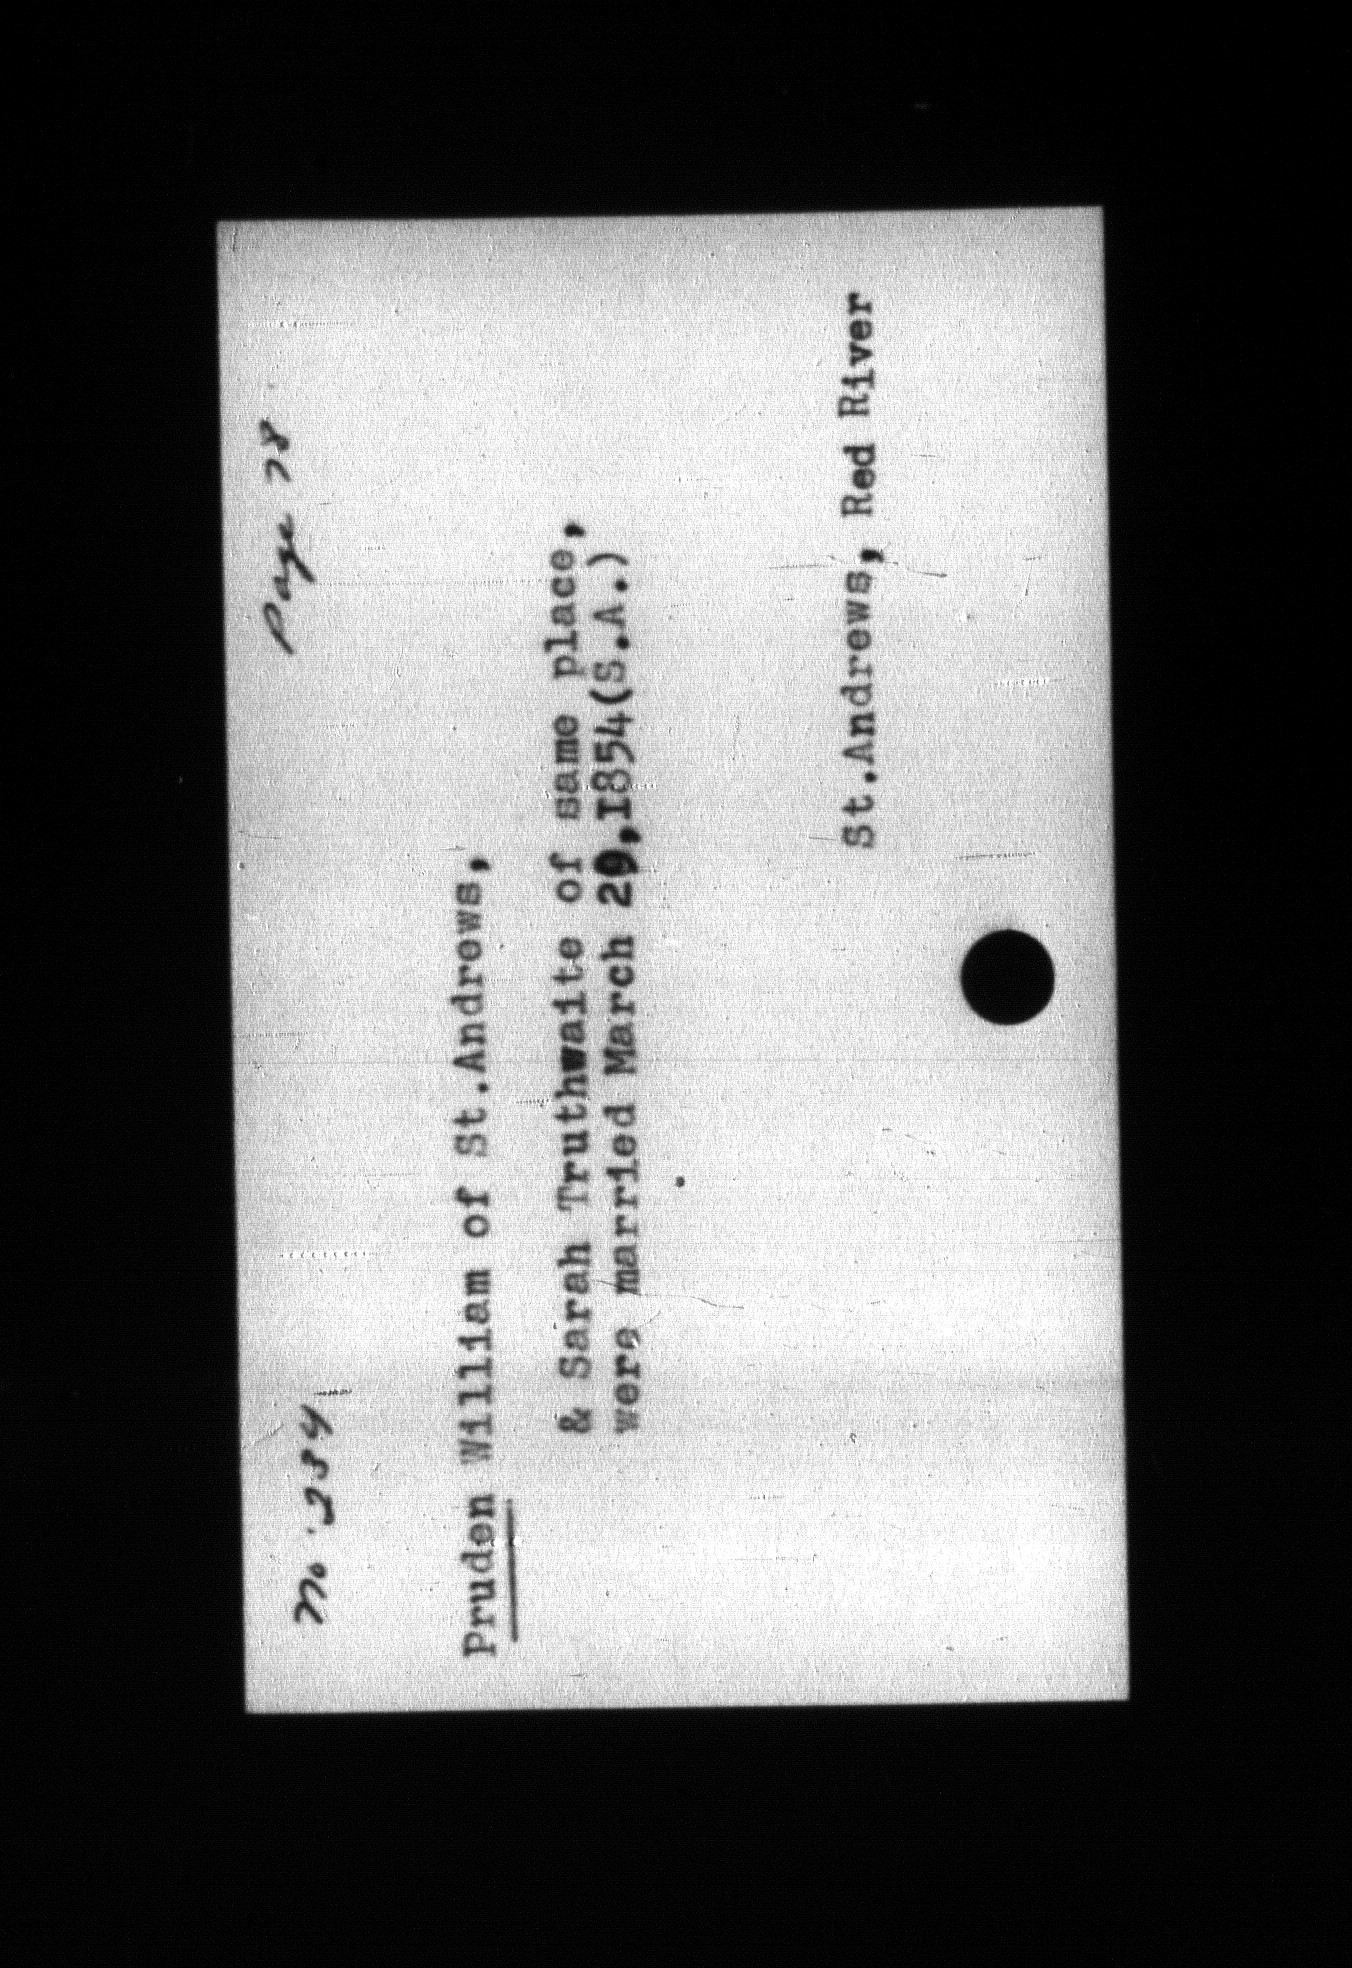 No. 234 Page 78
Pruden William of St.Andrews,
& Sarah Truthwaite of same place,
were married March 29,1854(S.A.)
St.Andrews, Red River